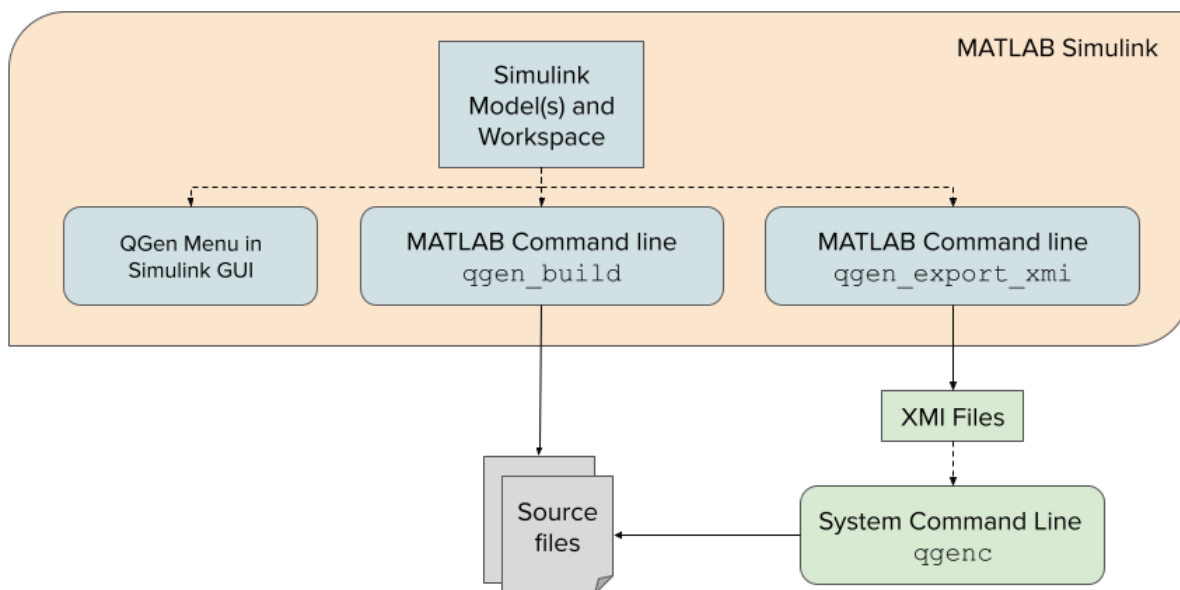 MATLAB Simulink
Simulink
Model(s) and
Workspace
QGen Menu in
Simulink GUI
MATLAB Command line
qgen_build
MATLAB Command line
qgen_export_xmi
XMI Files
Source
files
System Command Line
qgenc